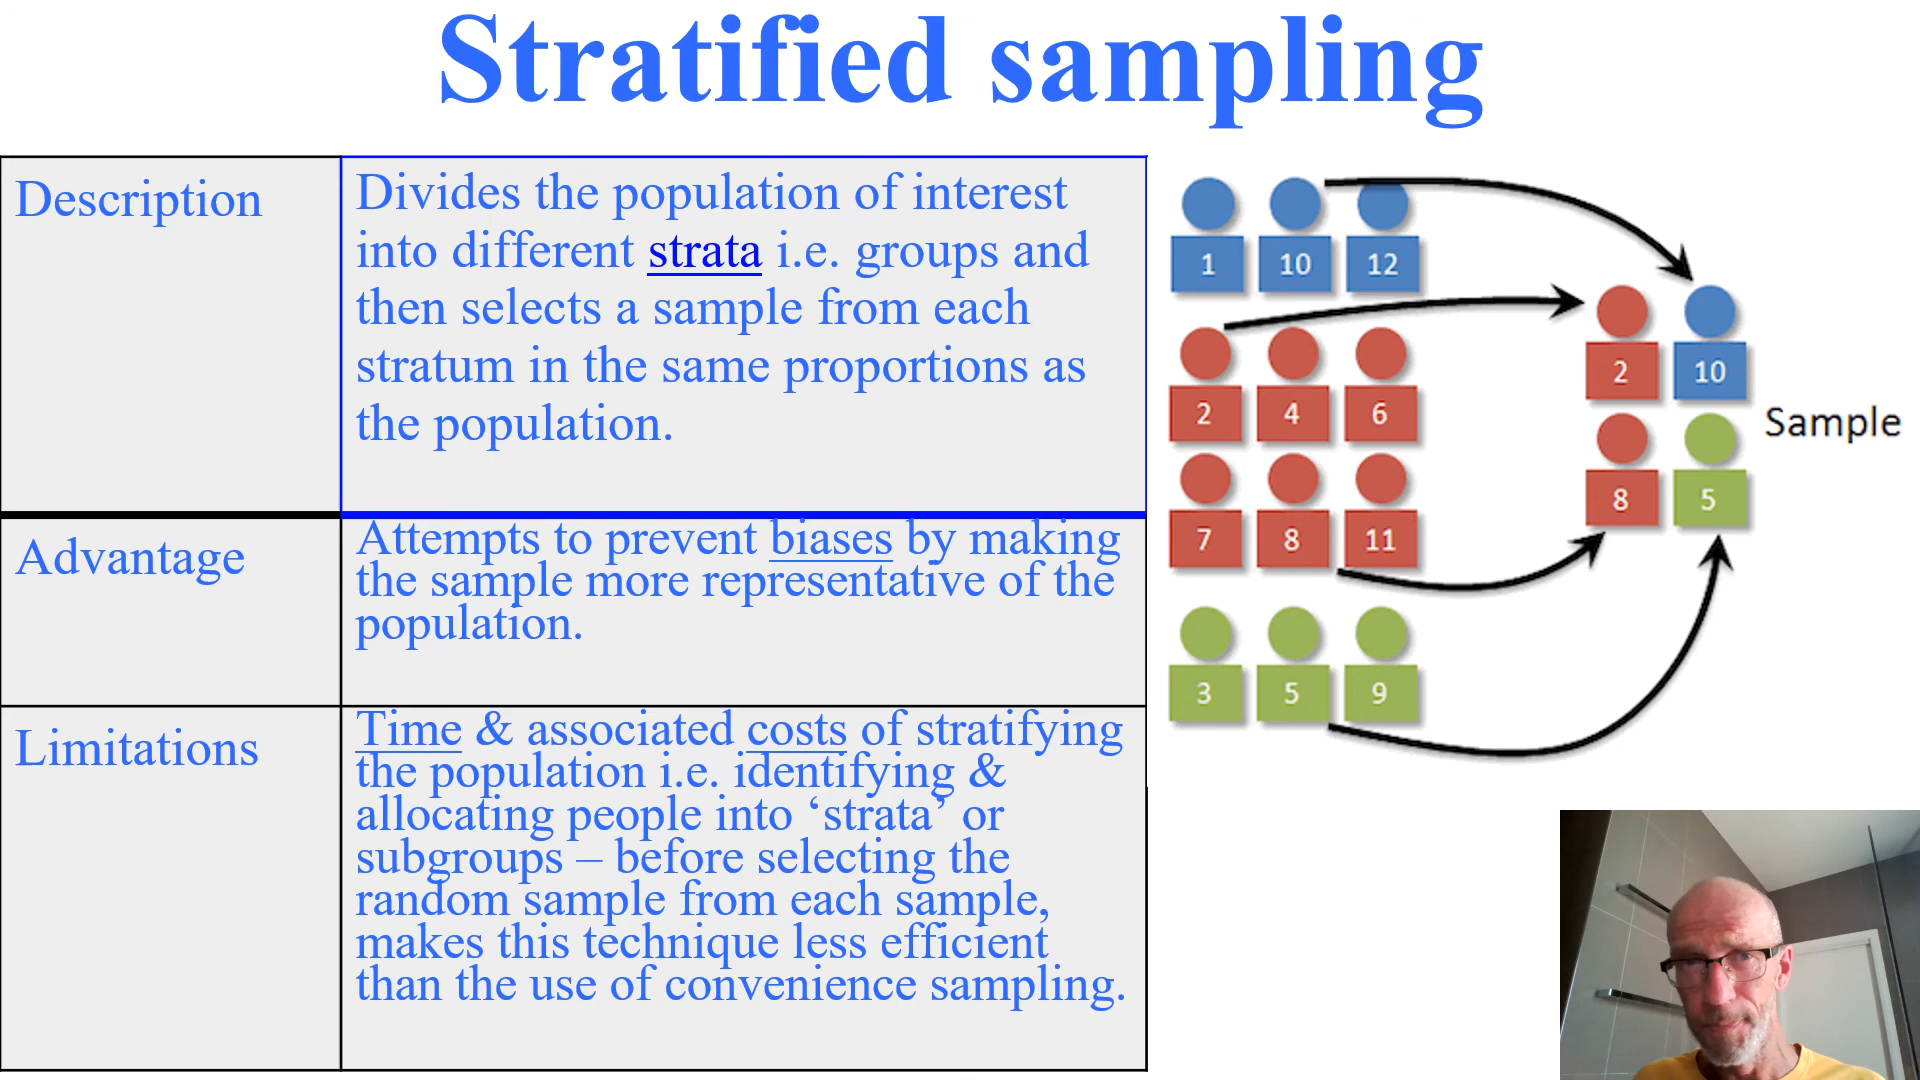 Stratified sampling
Description
Divides the population of interest
into different strata i.e. groups and
then selects a sample from each
stratum in the same proportions as
the population.
Advantage
Attempts to prevent biases by making
the sample more representative of the
population.
Limitations
Time & associated costs of stratifying
the population i.e. identifying &
allocating people into ‘strata’ or
subgroups – before selecting the
random sample from each sample,
makes this technique less efficient
than the use of convenience sampling.
1 10 12
2 4 6
7 8 11
3 5 9
2 10
8 5
Sample